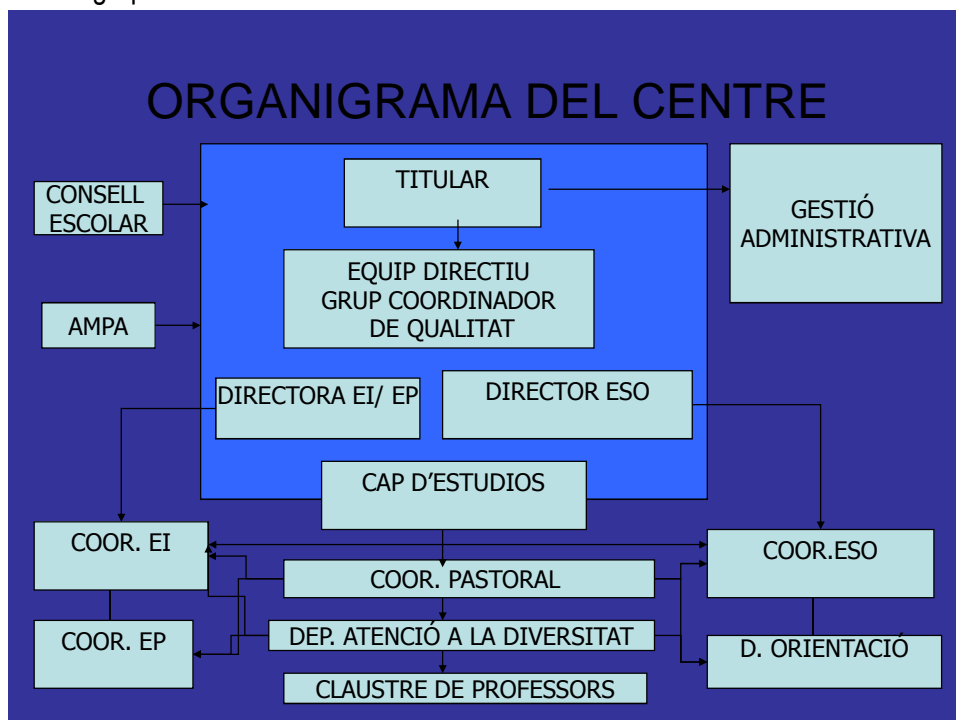 ORGANIGRAMA DEL CENTRE
CONSELL
ESCOLAR
TITULAR
GESTIÓ
ADMINISTRATIVA
EQUIP DIRECTIU
GRUP COORDINADOR
DE QUALITAT
AMPA
DIRECTORA EI/ EP
DIRECTOR ESO
CAP D'ESTUDIOS
COOR. EI
COOR.ESO
COOR. PASTORAL
COOR. EP
DEP. ATENCIÓ A LA DIVERSITAT
D. ORIENTACIÓ
CLAUSTRE DE PROFESSORS